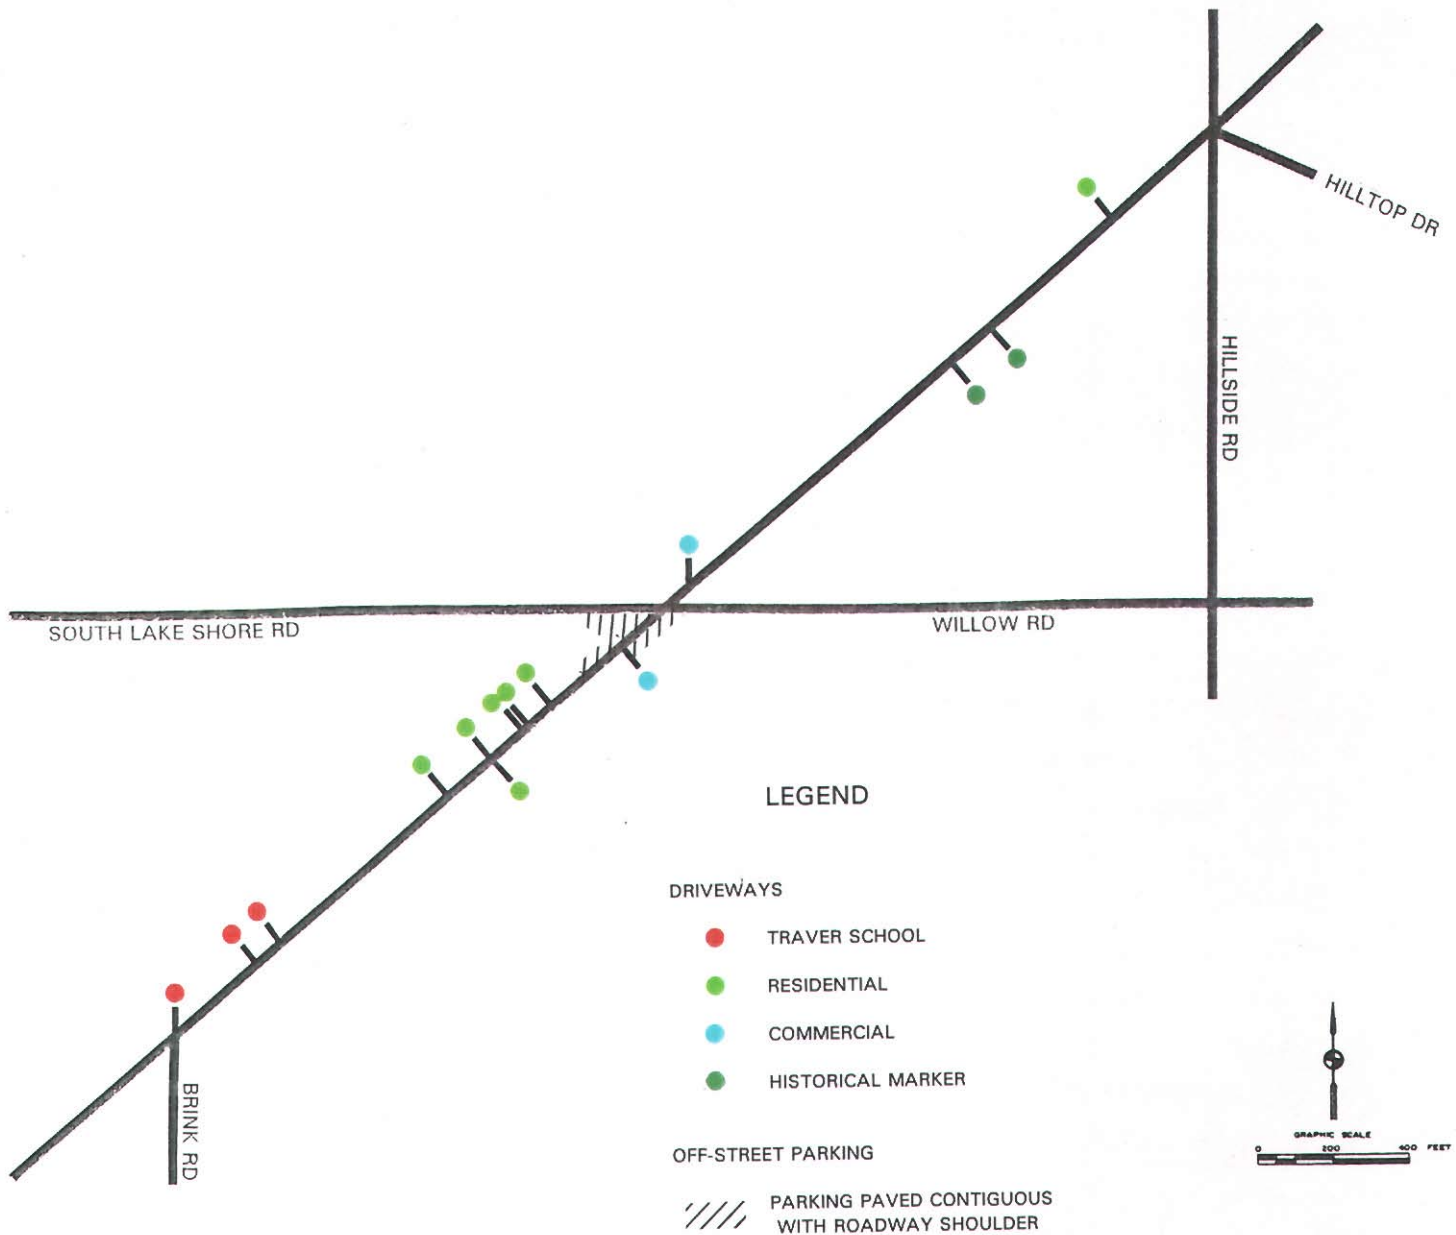 HILLTOP DR
HILLSIDE RD
SOUTH LAKE SHORE RD
WILLOW RD
BRINK RD
LEGEND
DRIVEWAYS
TRAVER SCHOOL
RESIDENTIAL
COMMERCIAL
HISTORICAL MARKER
OFF-STREET PARKING
PARKING PAVED CONTIGUOUS
WITH ROADWAY SHOULDER
GRAPHIC SCALE
0 200 400 FEET